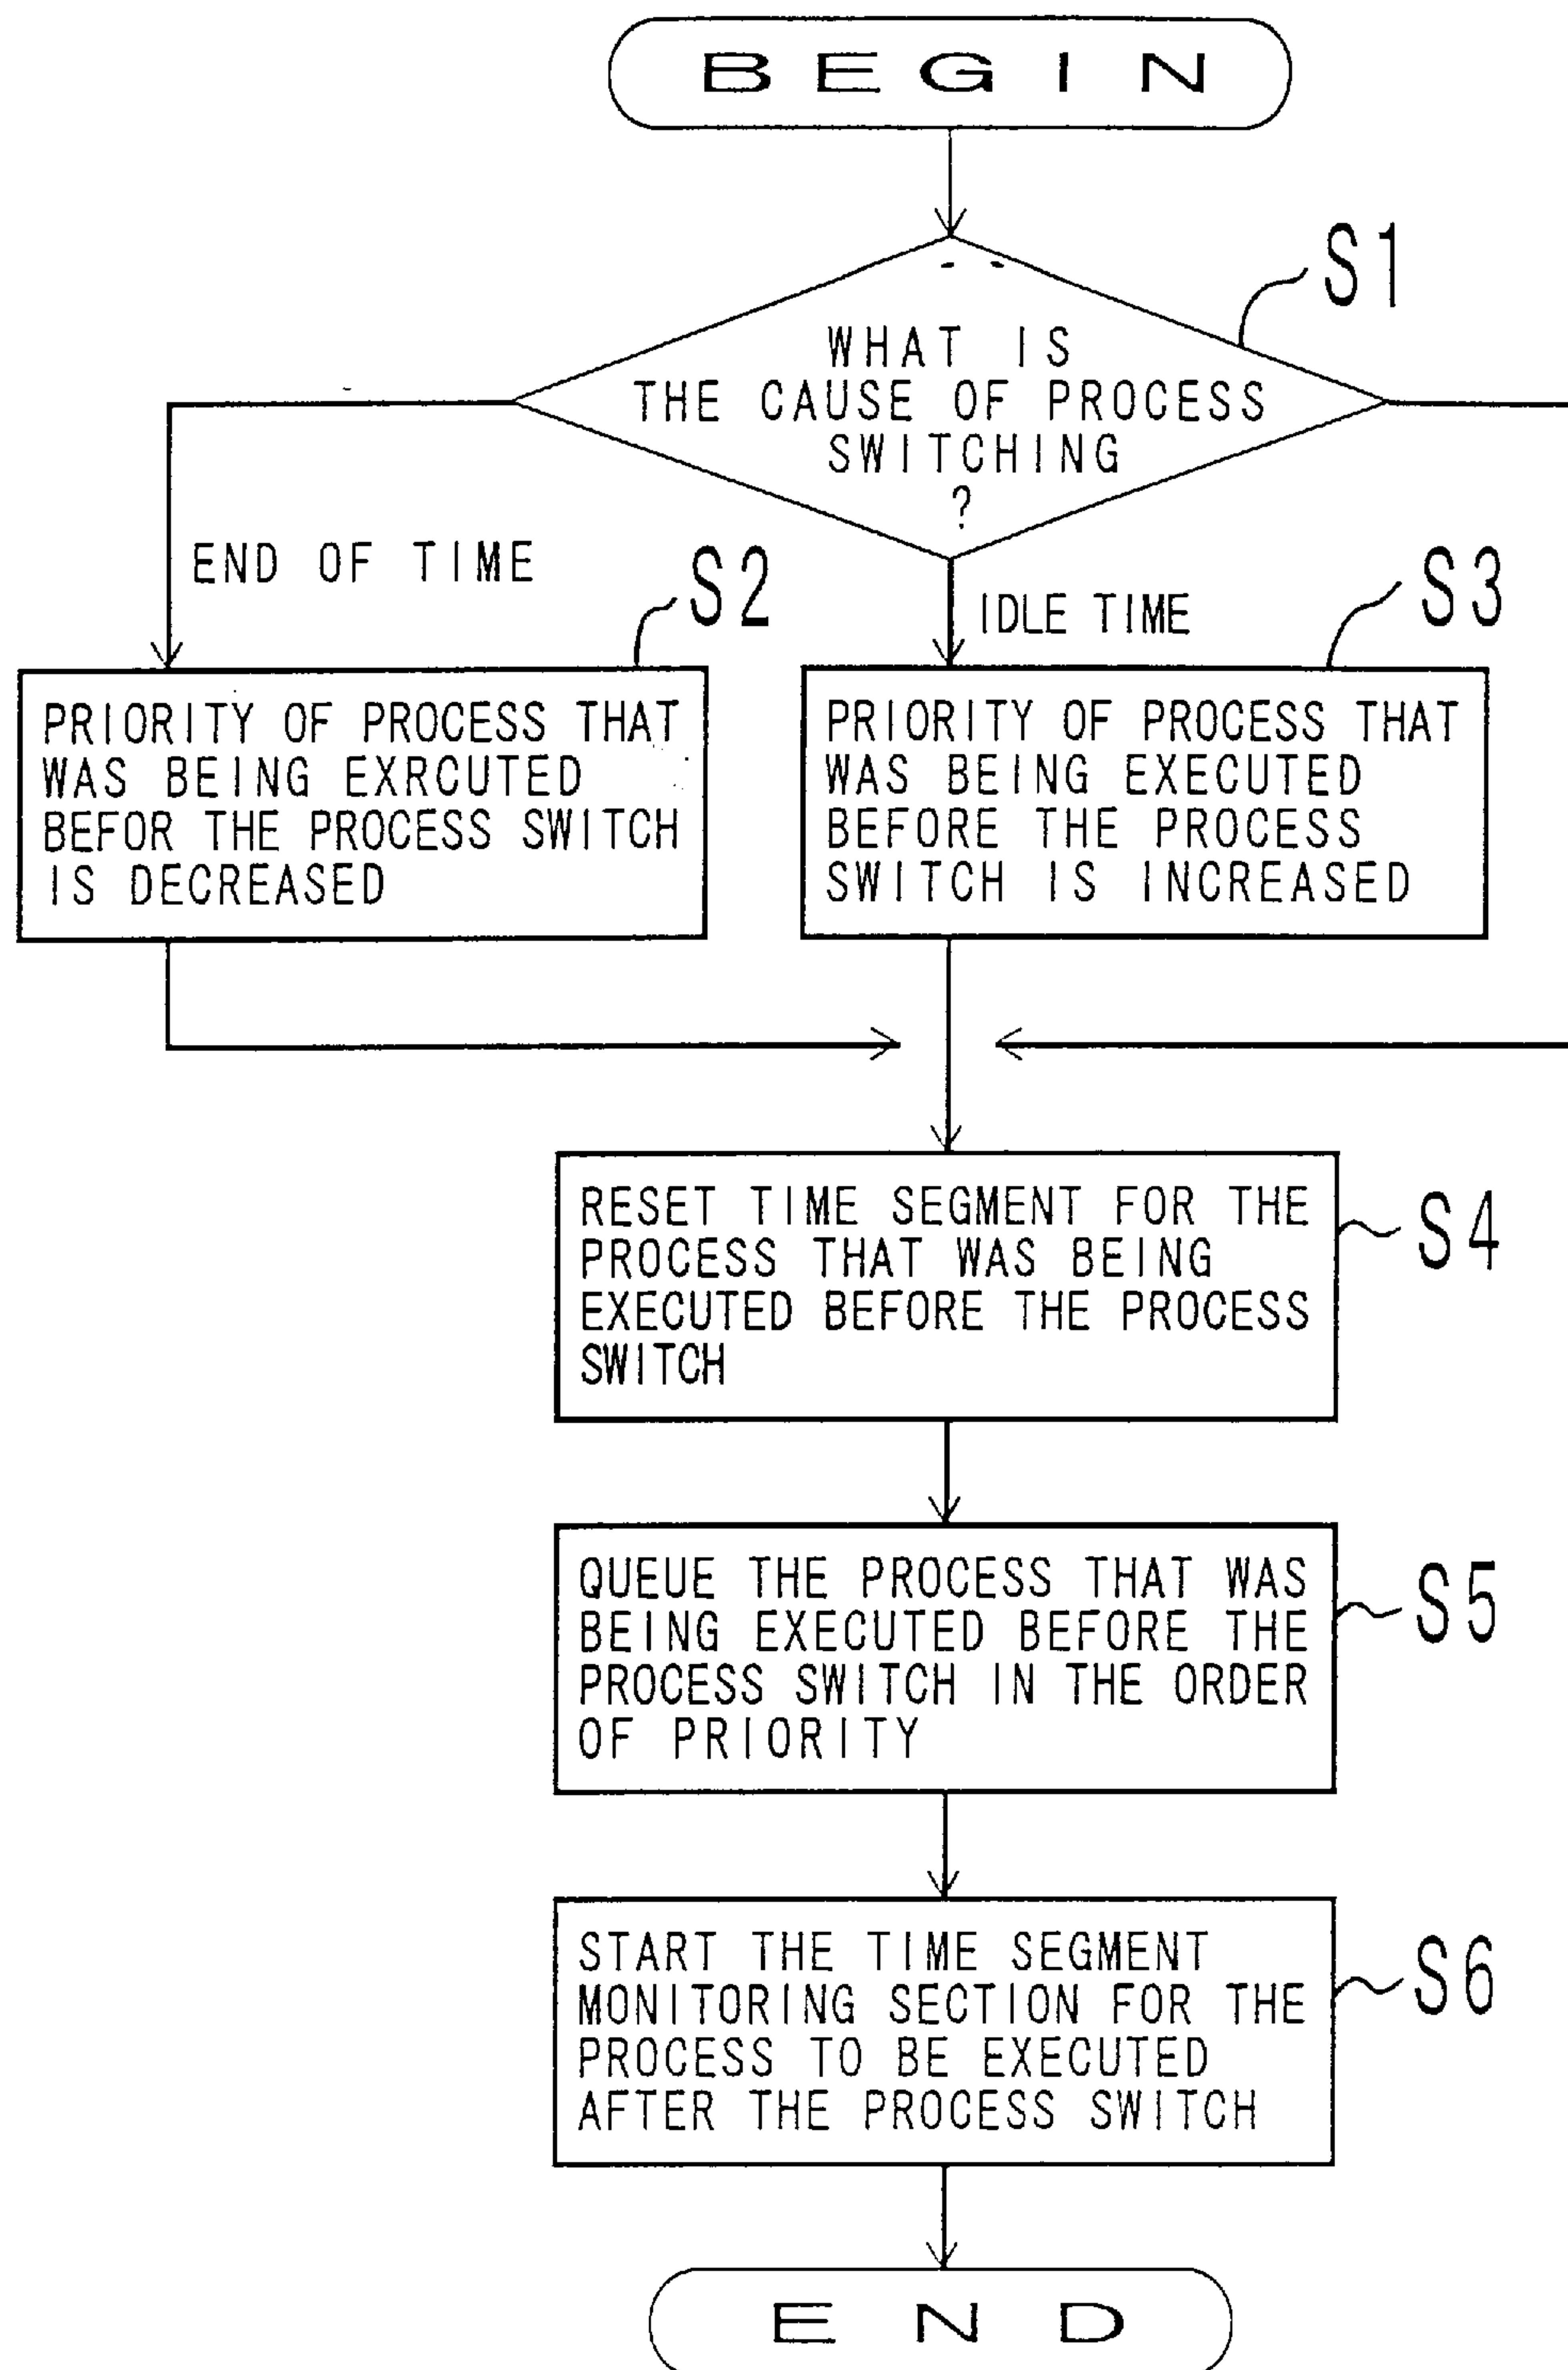 BEGIN
S1
WHAT IS
THE CAUSE OF PROCESS
SWITCHING
?
END OF TIME
S2
IDLE TIME
S3
PRIORITY OF PROCESS THAT
WAS BEING EXRCUTED
BEFOR THE PROCESS SWITCH
IS DECREASED
PRIORITY OF PROCESS THAT
WAS BEING EXECUTED
BEFORE THE PROCESS
SWITCH IS INCREASED
RESET TIME SEGMENT FOR THE
PROCESS THAT WAS BEING
EXECUTED BEFORE THE PROCESS
SWITCH
S4
QUEUE THE PROCESS THAT WAS
BEING EXECUTED BEFORE THE
PROCESS SWITCH IN THE ORDER
OF PRIORITY
S5
START THE TIME SEGMENT
MONITORING SECTION FOR THE
PROCESS TO BE EXECUTED
AFTER THE PROCESS SWITCH
S6
END